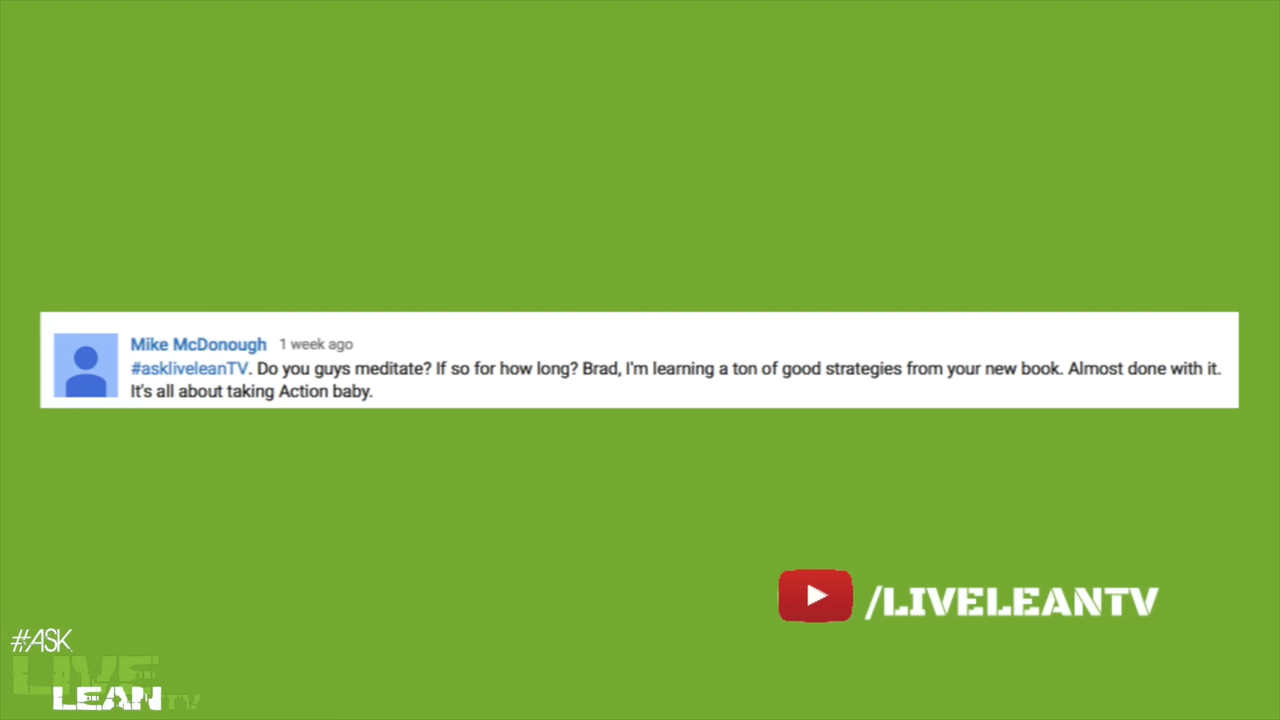 Mike McDonough 1 week ago
#askliveleanTV. Do you guys meditate? If so for how long? Brad, I'm learning a ton of good strategies from your new book. Almost done with it.
It's all about taking Action baby.
/LIVELEANTV
#ASK
LIVE
LEAN TV